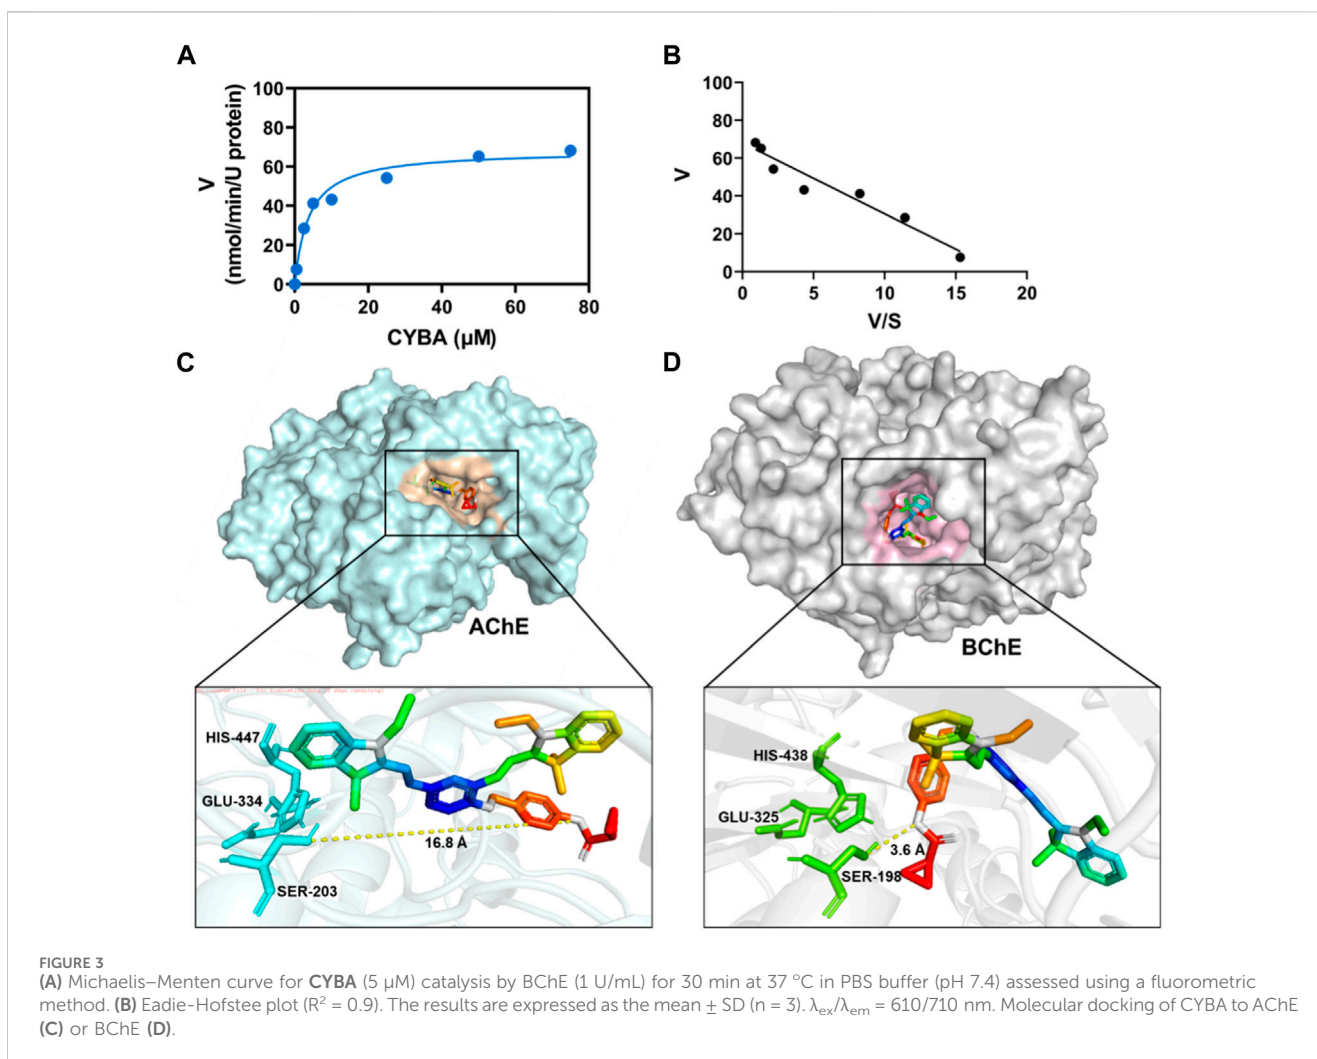 A
100
80
60
40
20
0
V
(nmol/min/U protein)
0 20 40 60 80
CYBA (µM)
B
100
80
60
40
20
0
V
0 5 10 15 20
V/S
C
AChE
HIS-447
GLU-334
16.8 A
SER-203
D
BChE
HIS-438
GLU-325
3.6 A
SER-198
FIGURE 3
(A) Michaelis–Menten curve for CYBA (5 µM) catalysis by BChE (1 U/mL) for 30 min at 37 °C in PBS buffer (pH 7.4) assessed using a fluorometric
method. (B) Eadie-Hofstee plot (R² = 0.9). The results are expressed as the mean ± SD (n = 3). λex/λem = 610/710 nm. Molecular docking of CYBA to AChE
(C) or BChE (D).